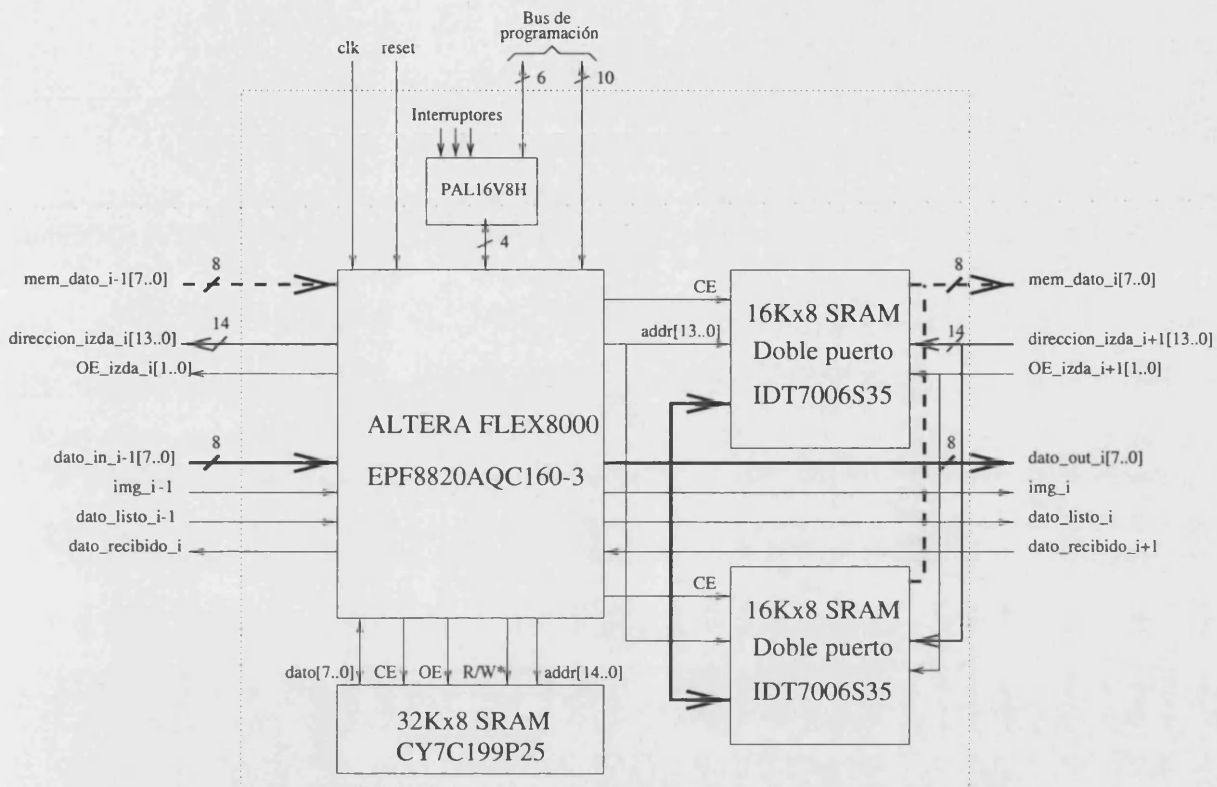 Bus de
programación
clk
reset
6
10
Interruptores
PAL16V8H
4
mem_dato_i-1[7..0]
8
direccion_izda_i[13..0]
14
OE_izda_i[1..0]
dato_in_i-1[7..0]
8
img_i-1
dato_listo_i-1
dato_recibido_i
ALTERA FLEX8000
EPF8820AQC160-3
CE
addr[13..0]
16Kx8 SRAM
Doble puerto
IDT7006S35
8
mem_dato_i[7..0]
14
direccion_izda_i+1[13..0]
OE_izda_i+1[1..0]
8
dato_out_i[7..0]
img_i
dato_listo_i
dato_recibido_i+1
CE
16Kx8 SRAM
Doble puerto
IDT7006S35
dato[7..0]
CE
OE
R/W*
addr[14..0]
32Kx8 SRAM
CY7C199P25